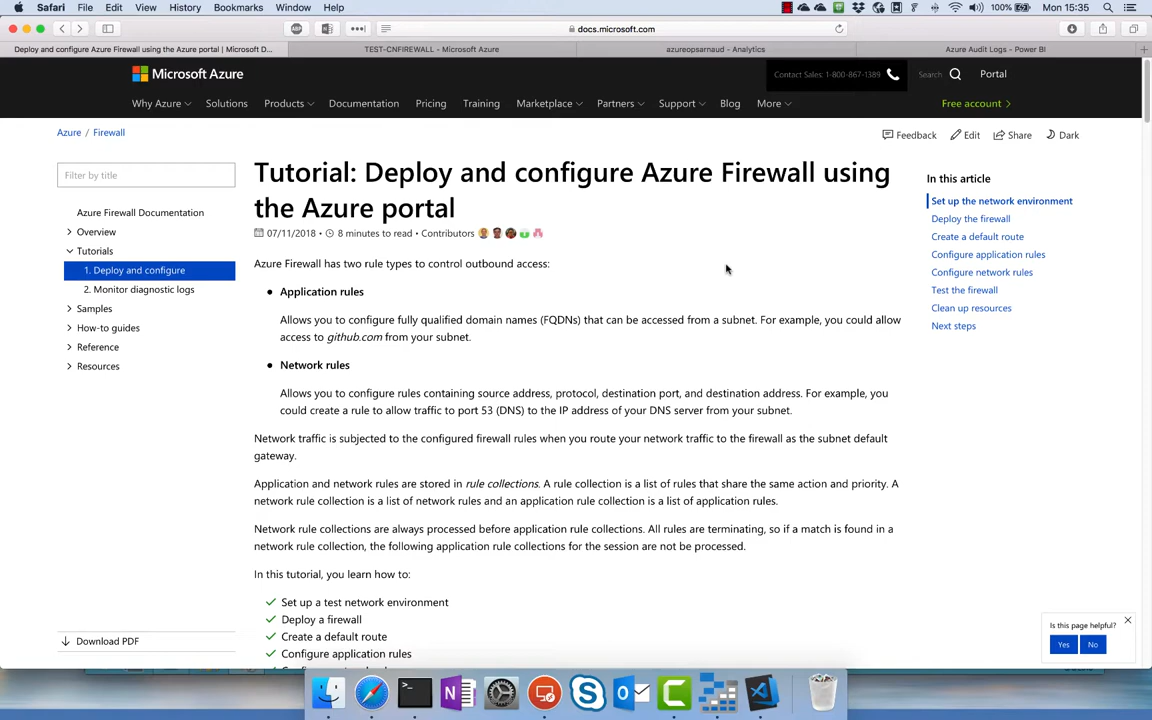 Safari File Edit View History Bookmarks Window Help 100% Mon 15:35
docs.microsoft.com
Deploy and configure Azure Firewall using the Azure portal | Microsoft D...
TEST-CNFIREWALL - Microsoft Azure
azureopsarnaud - Analytics
Azure Audit Logs - Power BI
Microsoft Azure
Contact Sales: 1-800-867-1389
Search
Portal
Why Azure Solutions Products Documentation Pricing Training Marketplace Partners Support Blog More
Free account
Azure / Firewall
Feedback Edit Share Dark
Filter by title
Azure Firewall Documentation
Overview
Tutorials
1. Deploy and configure
2. Monitor diagnostic logs
Samples
How-to guides
Reference
Resources
Download PDF
Tutorial: Deploy and configure Azure Firewall using
the Azure portal
07/11/2018 • 8 minutes to read • Contributors
Azure Firewall has two rule types to control outbound access:
• Application rules
Allows you to configure fully qualified domain names (FQDNs) that can be accessed from a subnet. For example, you could allow
access to github.com from your subnet.
• Network rules
Allows you to configure rules containing source address, protocol, destination port, and destination address. For example, you
could create a rule to allow traffic to port 53 (DNS) to the IP address of your DNS server from your subnet.
Network traffic is subjected to the configured firewall rules when you route your network traffic to the firewall as the subnet default
gateway.
Application and network rules are stored in rule collections. A rule collection is a list of rules that share the same action and priority. A
network rule collection is a list of network rules and an application rule collection is a list of application rules.
Network rule collections are always processed before application rule collections. All rules are terminating, so if a match is found in a
network rule collection, the following application rule collections for the session are not be processed.
In this tutorial, you learn how to:
Set up a test network environment
Deploy a firewall
Create a default route
Configure application rules
In this article
Set up the network environment
Deploy the firewall
Create a default route
Configure application rules
Configure network rules
Test the firewall
Clean up resources
Next steps
Is this page helpful?
Yes No